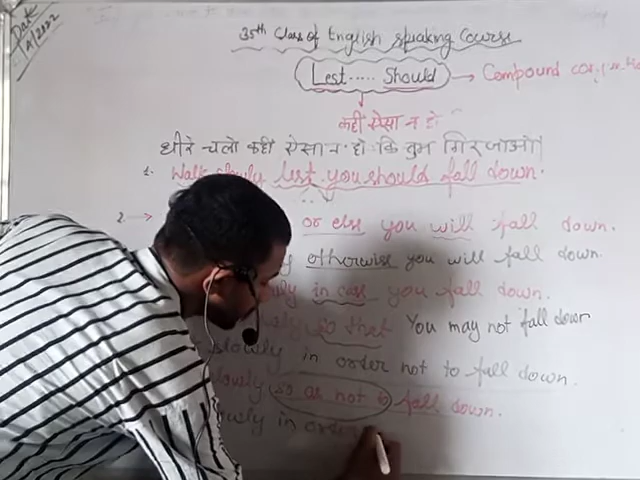 Date
35th Class of English speaking Course
Lest..... Should → Compound
कहीं ऐसा न हो
धीरे चलो कहीं ऐसा न हो कि तुम गिर जाओ।
1. Walk slowly lest you should fall down.
2 → or else you will fall down.
otherwise you will fall down.
in case you fall down.
so that You may not fall down
slowly in order not to fall down.
slowly so as not to fall down.
slowly in order